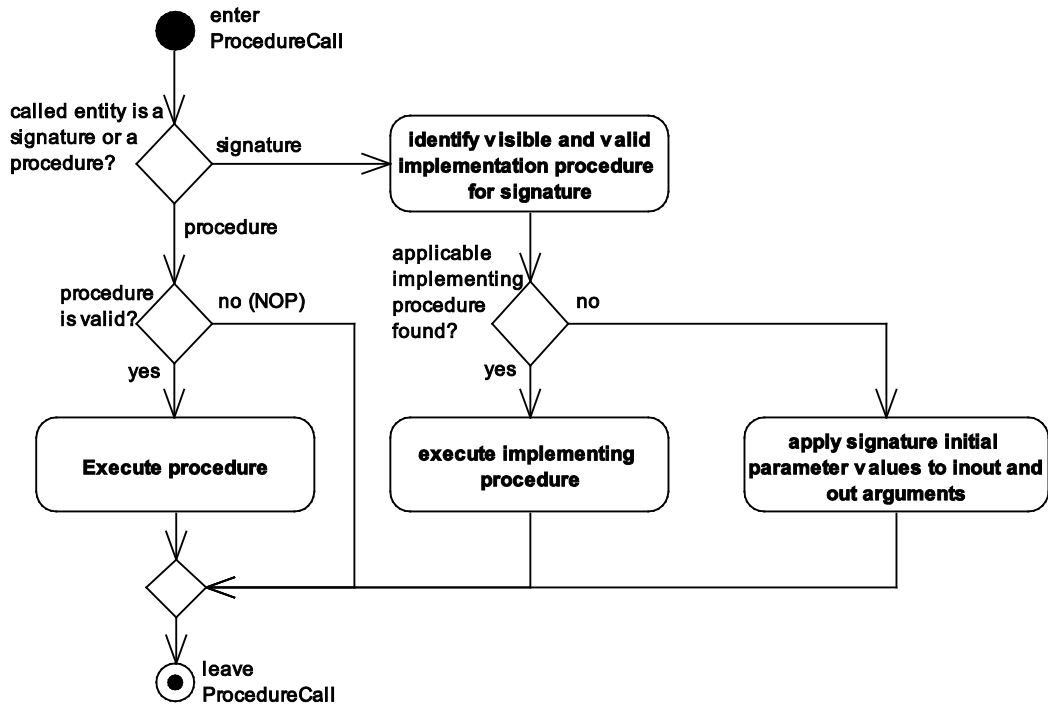 enter
ProcedureCall
called entity is a
signature or a
procedure?
signature
identify visible and valid
implementation procedure
for signature
procedure
applicable
implementing
procedure
found?
procedure
is valid?
no (NOP)
no
yes
yes
Execute procedure
execute implementing
procedure
apply signature initial
parameter values to inout and
out arguments
leave
ProcedureCall